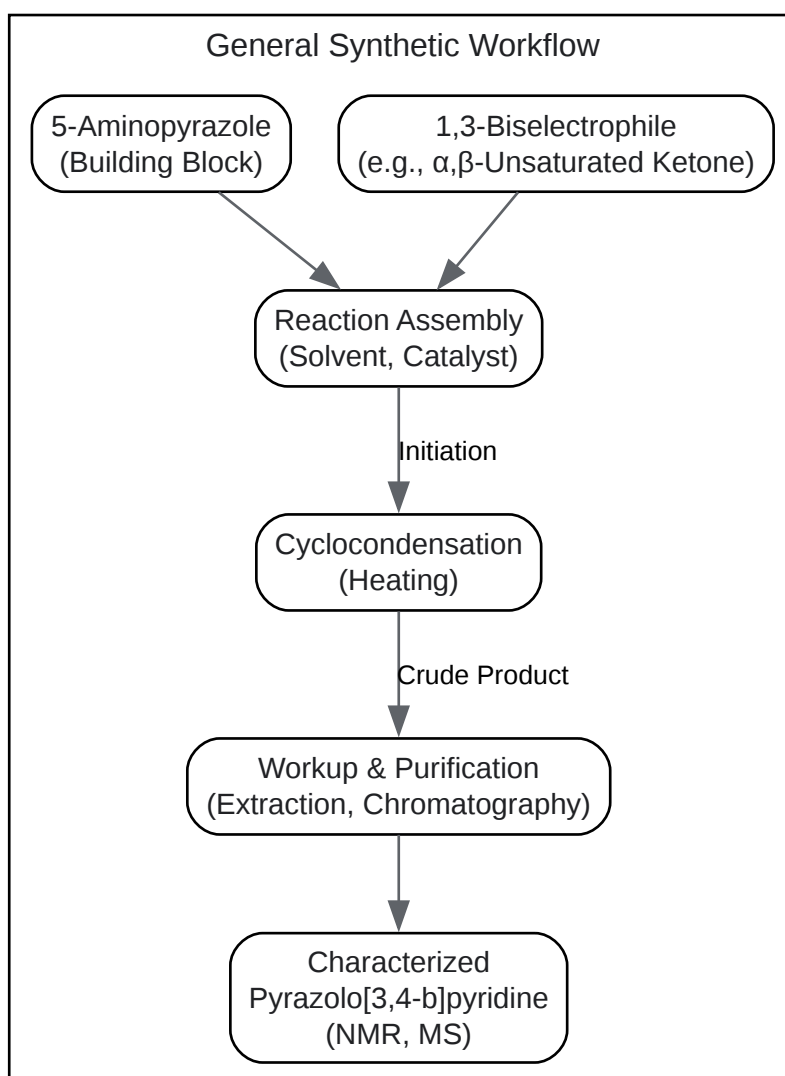 General Synthetic Workflow
5-Aminopyrazole
(Building Block)
1,3-Biselectrophile
(e.g., α,β-Unsaturated Ketone)
Reaction Assembly
(Solvent, Catalyst)
Initiation
Cyclocondensation
(Heating)
Crude Product
Workup & Purification
(Extraction, Chromatography)
Characterized
Pyrazolo[3,4-b]pyridine
(NMR, MS)